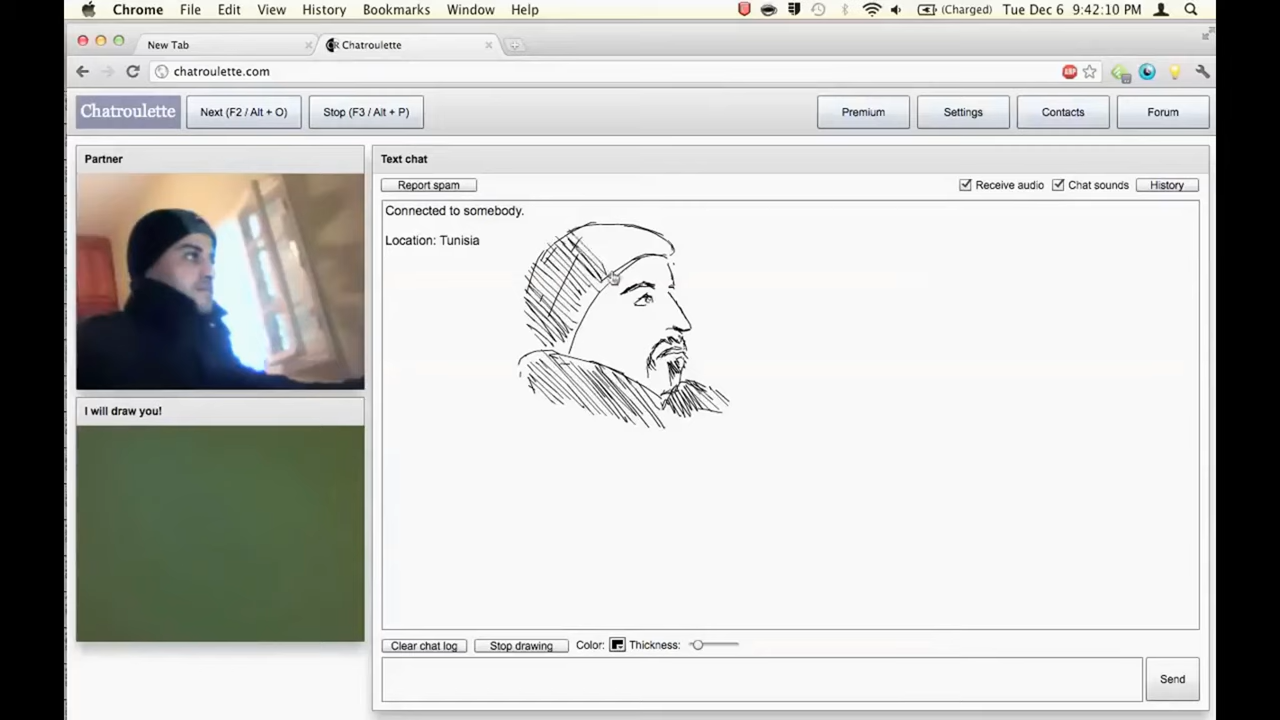 Chrome File Edit View History Bookmarks Window Help (Charged) Tue Dec 6 9:42:10 PM
New Tab Chatroulette
chatroulette.com
ABP
Chatroulette Next (F2 / Alt + O) Stop (F3 / Alt + P) Premium Settings Contacts Forum
Partner
I will draw you!
Text chat
Report spam Receive audio Chat sounds History
Connected to somebody.
Location: Tunisia
Clear chat log Stop drawing Color: Thickness:
Send